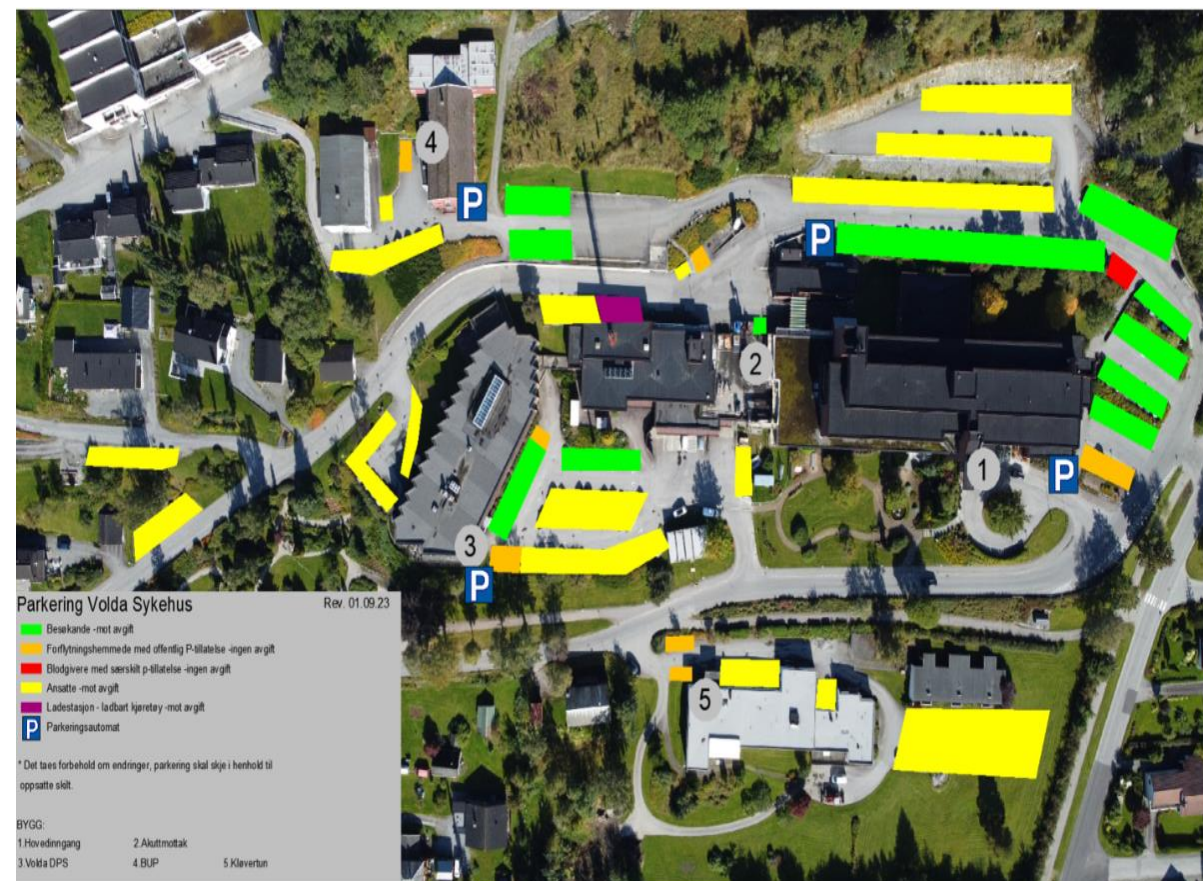 4
P
P
2
1
P
3
P
5
Parkering Volda Sykehus Rev. 01.09.23
Besøkande -mot avgift
Forflytningshemmede med offentlig P-tillatelse -ingen avgift
Blodgivere med særskilt p-tillatelse -ingen avgift
Ansatte -mot avgift
Ladestasjon - ladbart kjøretøy -mot avgift
P Parkeringsautomat
* Det taes forbehold om endringer, parkering skal skje i henhold til
oppsatte skilt.
BYGG:
1.Hovedinngang 2.Akuttmottak
3.Volda DPS 4.BUP 5.Kløvertun